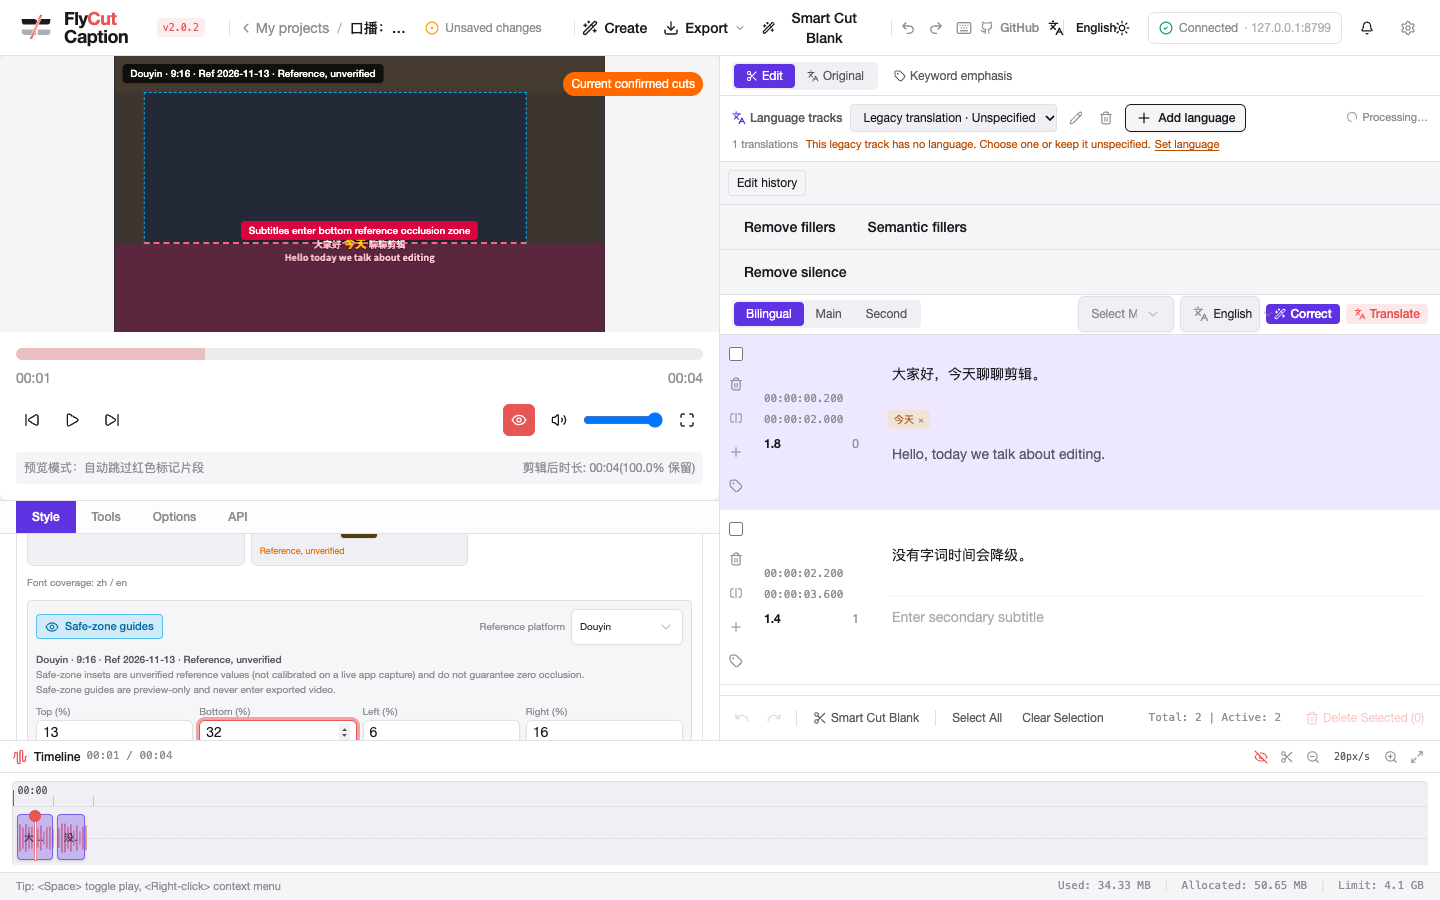 FlyCut
Caption
v2.0.2
My projects / 口播：...
Unsaved changes
Create
Export
Smart Cut
Blank
GitHub
English
Connected · 127.0.0.1:8799
Douyin · 9:16 · Ref 2026-11-13 · Reference, unverified
Current confirmed cuts
Subtitles enter bottom reference occlusion zone
大家好 今天 聊聊剪辑
Hello today we talk about editing
00:01
00:04
预览模式：自动跳过红色标记片段
剪辑后时长: 00:04(100.0% 保留)
Style
Tools
Options
API
Reference, unverified
Font coverage: zh / en
Safe-zone guides
Reference platform
Douyin
Douyin · 9:16 · Ref 2026-11-13 · Reference, unverified
Safe-zone insets are unverified reference values (not calibrated on a live app capture) and do not guarantee zero occlusion.
Safe-zone guides are preview-only and never enter exported video.
Top (%)
Bottom (%)
Left (%)
Right (%)
13
32
6
16
Edit
Original
Keyword emphasis
Language tracks
Legacy translation · Unspecified
Add language
Processing...
1 translations
This legacy track has no language. Choose one or keep it unspecified.
Set language
Edit history
Remove fillers
Semantic fillers
Remove silence
Bilingual
Main
Second
Select M
English
Correct
Translate
大家好，今天聊聊剪辑。
00:00:00.200
00:00:02.000
今天 ×
1.8
0
Hello, today we talk about editing.
没有字词时间会降级。
00:00:02.200
00:00:03.600
1.4
1
Enter secondary subtitle
Smart Cut Blank
Select All
Clear Selection
Total: 2 | Active: 2
Delete Selected (0)
Timeline
00:01 / 00:04
20px/s
00:00
大...
没.
Tip: <Space> toggle play, <Right-click> context menu
Used: 34.33 MB
Allocated: 50.65 MB
Limit: 4.1 GB